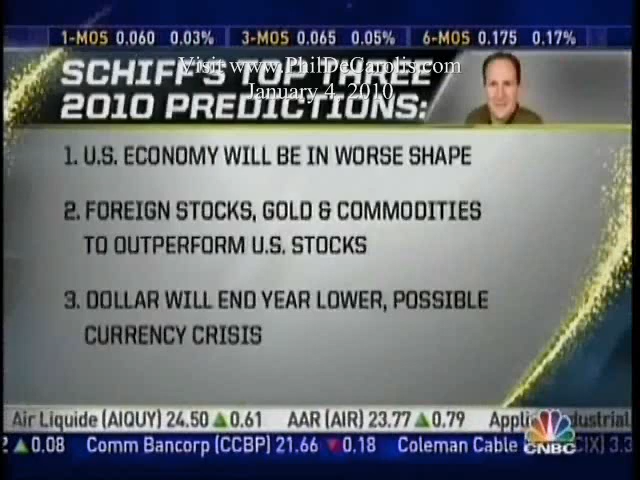 1-MOS 0.060 0.03% 3-MOS 0.065 0.05% 6-MOS 0.175 0.17%
SCHIFF'S TOP THREE
Visit www.PhilDeCarolis.com
2010 PREDICTIONS:
January 4, 2010
1. U.S. ECONOMY WILL BE IN WORSE SHAPE
2. FOREIGN STOCKS, GOLD & COMMODITIES
TO OUTPERFORM U.S. STOCKS
3. DOLLAR WILL END YEAR LOWER, POSSIBLE
CURRENCY CRISIS
Air Liquide (AIQUY) 24.50 ▲0.61 AAR (AIR) 23.77 ▲0.79
2 ▲0.08 Comm Bancorp (CCBP) 21.66 ▼0.18 Coleman Cable
CNBC